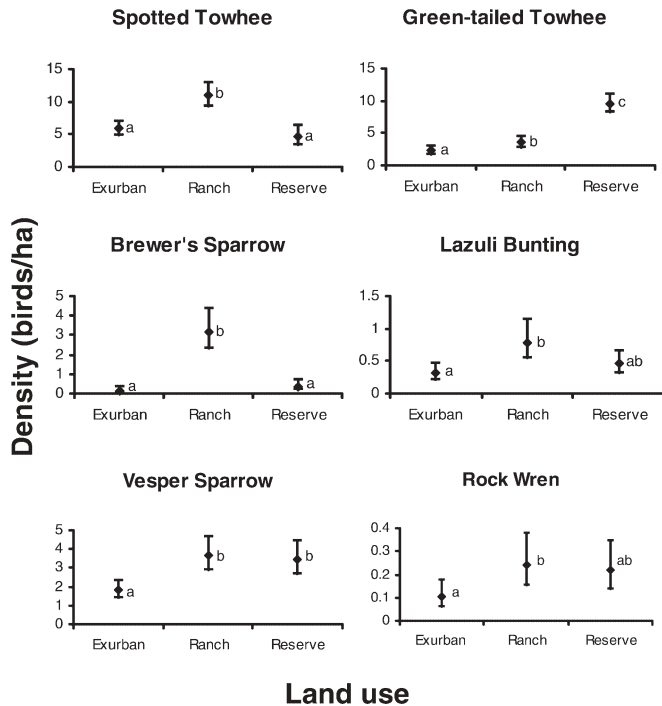 Spotted Towhee
15
10
5
0
a
b
a
Exurban Ranch Reserve
Green-tailed Towhee
15
10
5
0
a
b
c
Exurban Ranch Reserve
Density (birds/ha)
Brewer's Sparrow
5
4
3
2
1
0
a
b
a
Exurban Ranch Reserve
Lazuli Bunting
1.5
1
0.5
0
a
b
ab
Exurban Ranch Reserve
Vesper Sparrow
5
4
3
2
1
0
a
b
b
Exurban Ranch Reserve
Rock Wren
0.4
0.3
0.2
0.1
0
a
b
ab
Exurban Ranch Reserve
Land use